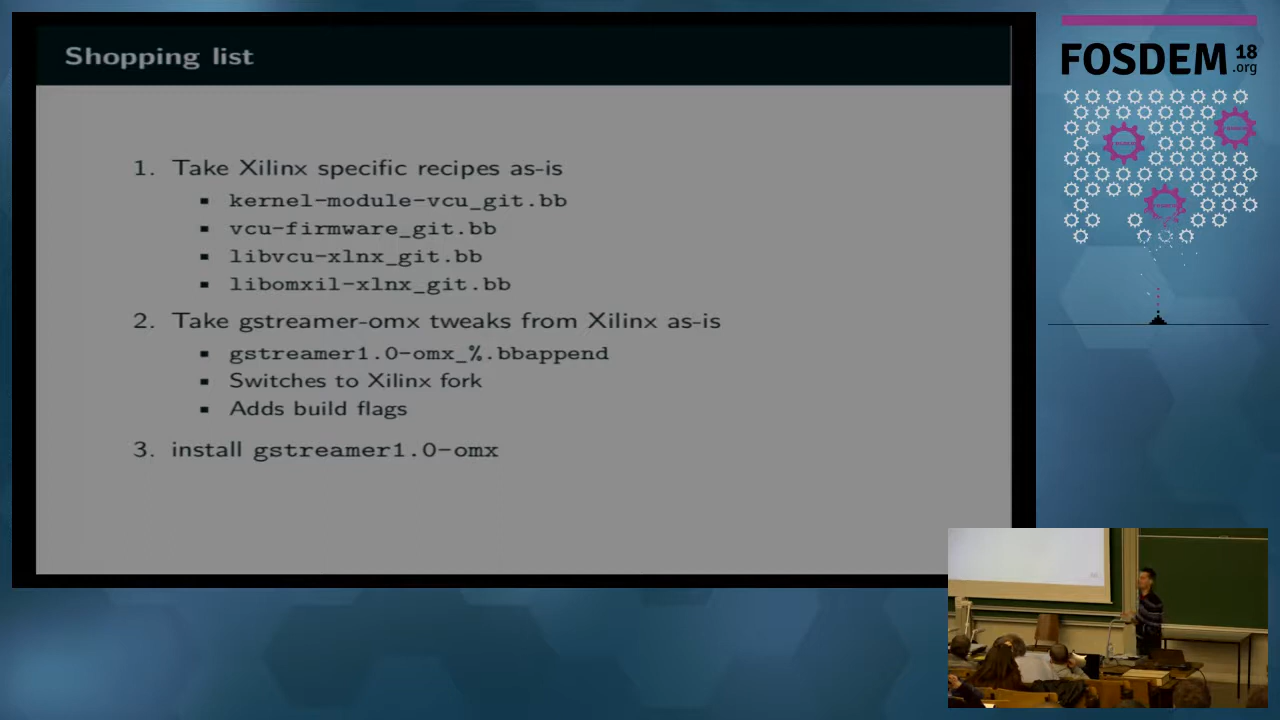 Shopping list
1. Take Xilinx specific recipes as-is
▪ kernel-module-vcu_git.bb
▪ vcu-firmware_git.bb
▪ libvcu-xlnx_git.bb
▪ libomxil-xlnx_git.bb
2. Take gstreamer-omx tweaks from Xilinx as-is
▪ gstreamer1.0-omx_%.bbappend
▪ Switches to Xilinx fork
▪ Adds build flags
3. install gstreamer1.0-omx
FOSDEM 18
.org